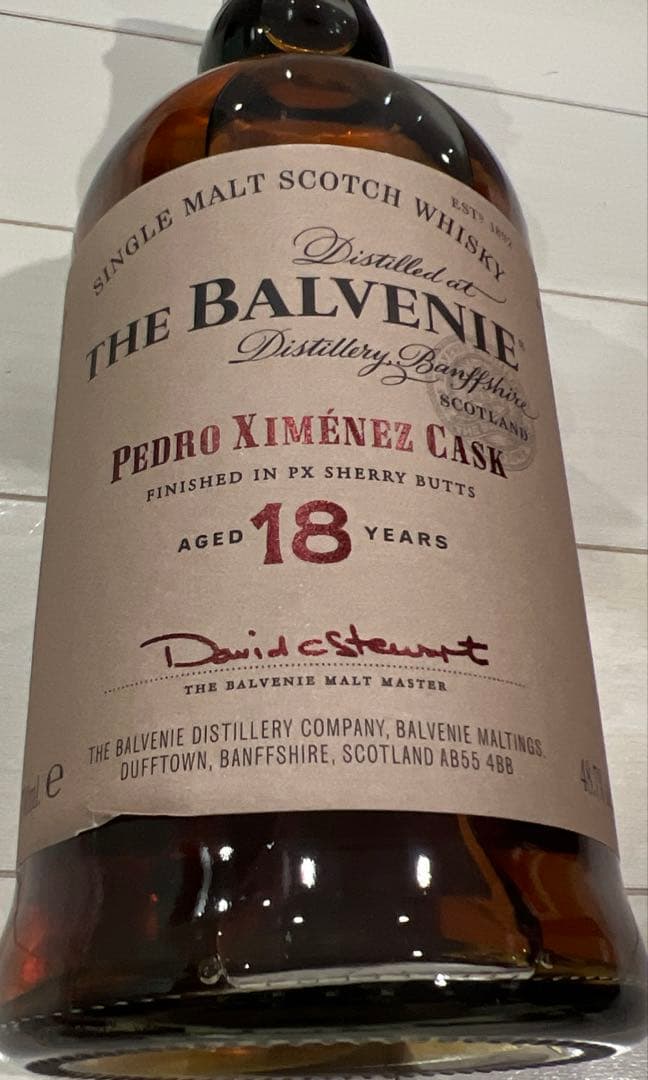 SINGLE MALT SCOTCH WHISKY
ESTD 1892
Distilled at
THE BALVENIE®
Distillery, Banffshire
SCOTLAND
PEDRO XIMÉNEZ CASK
FINISHED IN PX SHERRY BUTTS
AGED 18 YEARS
David C Stewart
THE BALVENIE MALT MASTER
THE BALVENIE DISTILLERY COMPANY, BALVENIE MALTINGS,
DUFFTOWN, BANFFSHIRE, SCOTLAND AB55 4BB
e